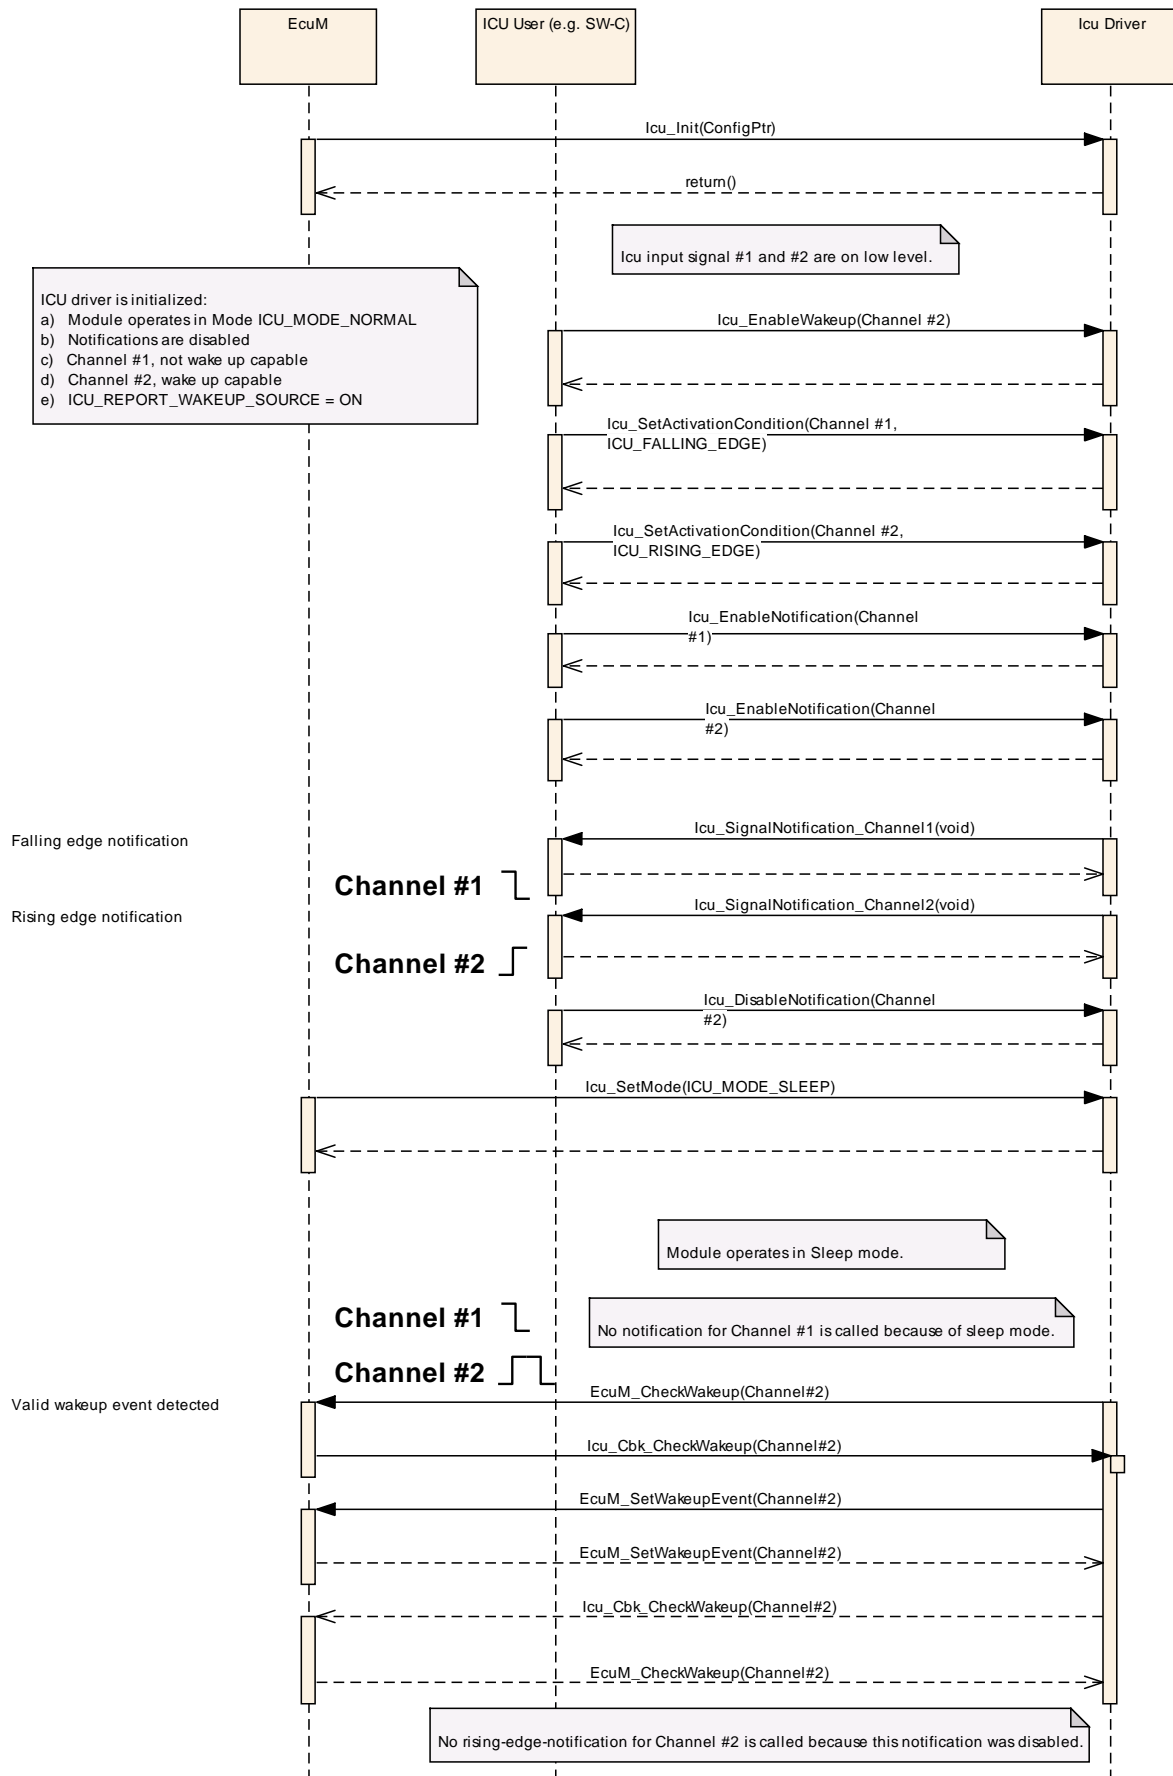 EcuM
ICU User (e.g. SW-C)
Icu Driver
Icu_Init(ConfigPtr)
return()
Icu input signal #1 and #2 are on low level.
ICU driver is initialized:
a) Module operates in Mode ICU_MODE_NORMAL
b) Notifications are disabled
c) Channel #1, not wake up capable
d) Channel #2, wake up capable
e) ICU_REPORT_WAKEUP_SOURCE = ON
Icu_EnableWakeup(Channel #2)
Icu_SetActivationCondition(Channel #1,
ICU_FALLING_EDGE)
Icu_SetActivationCondition(Channel #2,
ICU_RISING_EDGE)
Icu_EnableNotification(Channel
#1)
Icu_EnableNotification(Channel
#2)
Icu_SignalNotification_Channel1(void)
Falling edge notification
Channel #1
Icu_SignalNotification_Channel2(void)
Rising edge notification
Channel #2
Icu_DisableNotification(Channel
#2)
Icu_SetMode(ICU_MODE_SLEEP)
Module operates in Sleep mode.
Channel #1
No notification for Channel #1 is called because of sleep mode.
Channel #2
EcuM_CheckWakeup(Channel#2)
Valid wakeup event detected
Icu_Cbk_CheckWakeup(Channel#2)
EcuM_SetWakeupEvent(Channel#2)
EcuM_SetWakeupEvent(Channel#2)
Icu_Cbk_CheckWakeup(Channel#2)
EcuM_CheckWakeup(Channel#2)
No rising-edge-notification for Channel #2 is called because this notification was disabled.